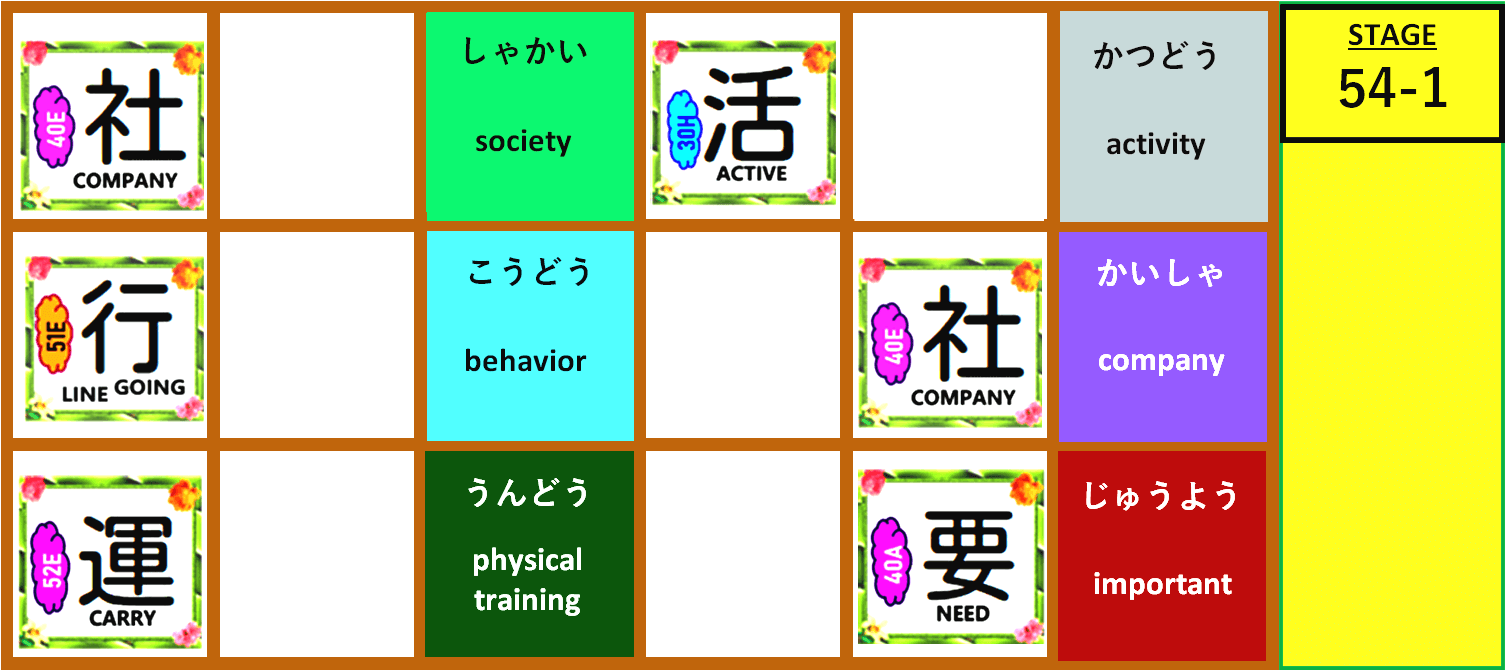 40E
社
COMPANY
しゃかい
society
30H
活
ACTIVE
かつどう
activity
STAGE
54-1
51E
行
LINE GOING
こうどう
behavior
40E
社
COMPANY
かいしゃ
company
52E
運
CARRY
うんどう
physical
training
40A
要
NEED
じゅうよう
important